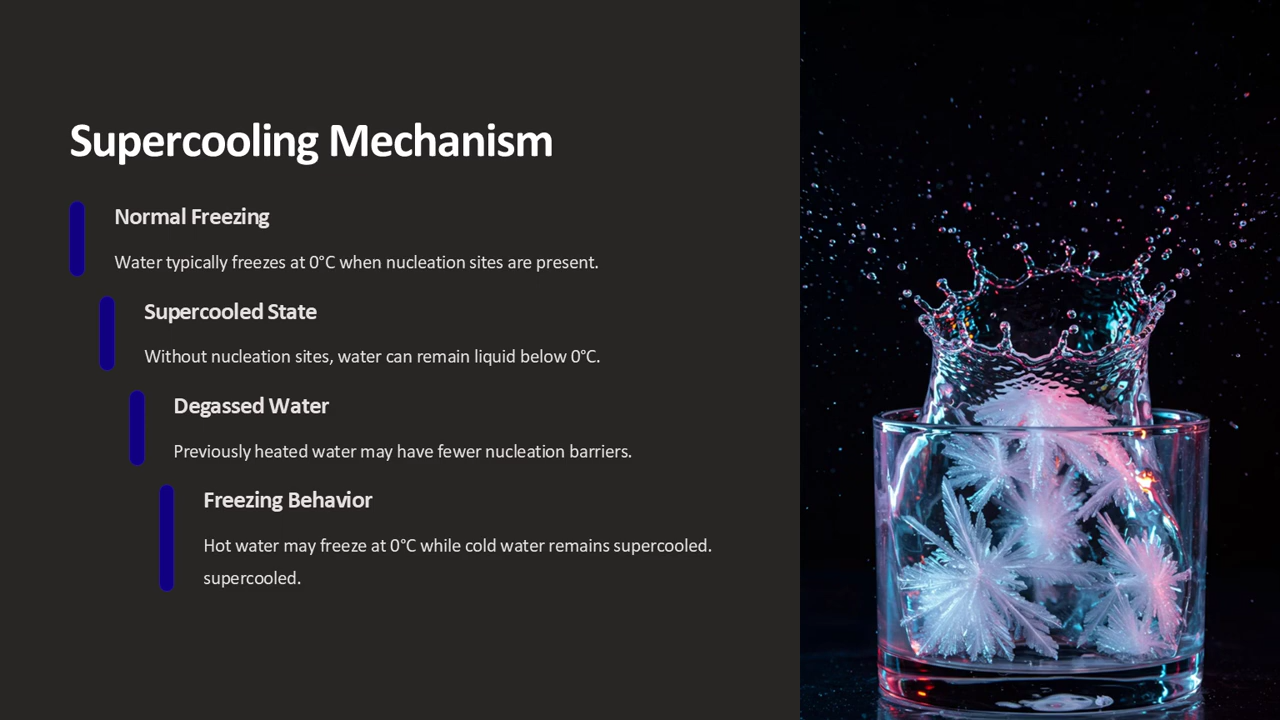 Supercooling Mechanism
Normal Freezing
Water typically freezes at 0°C when nucleation sites are present.
Supercooled State
Without nucleation sites, water can remain liquid below 0°C.
Degassed Water
Previously heated water may have fewer nucleation barriers.
Freezing Behavior
Hot water may freeze at 0°C while cold water remains supercooled.
supercooled.